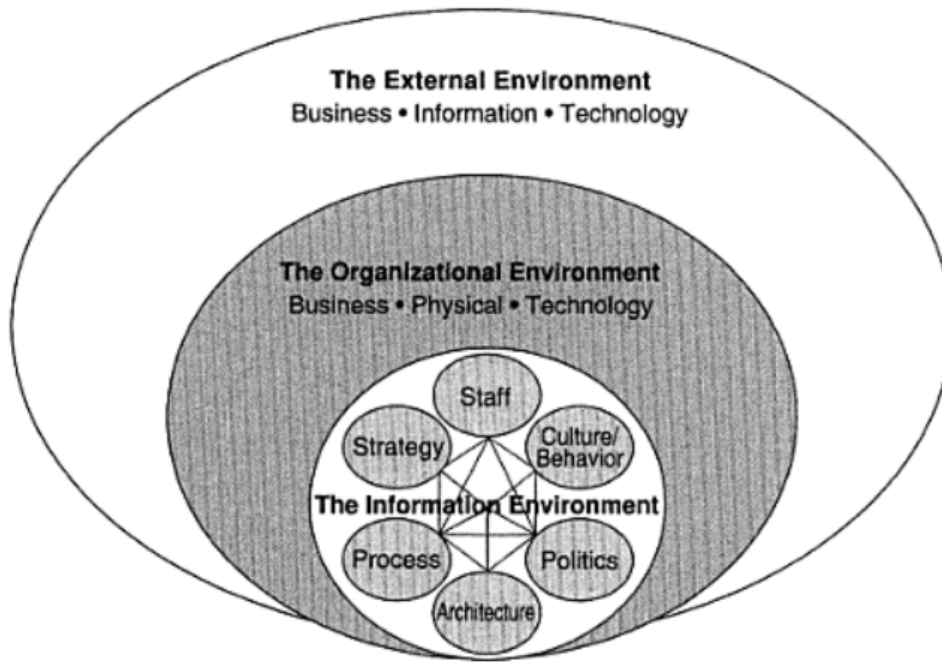 The External Environment
Business • Information • Technology
The Organizational Environment
Business • Physical • Technology
Staff
Strategy
Culture/
Behavior
The Information Environment
Process
Politics
Architecture